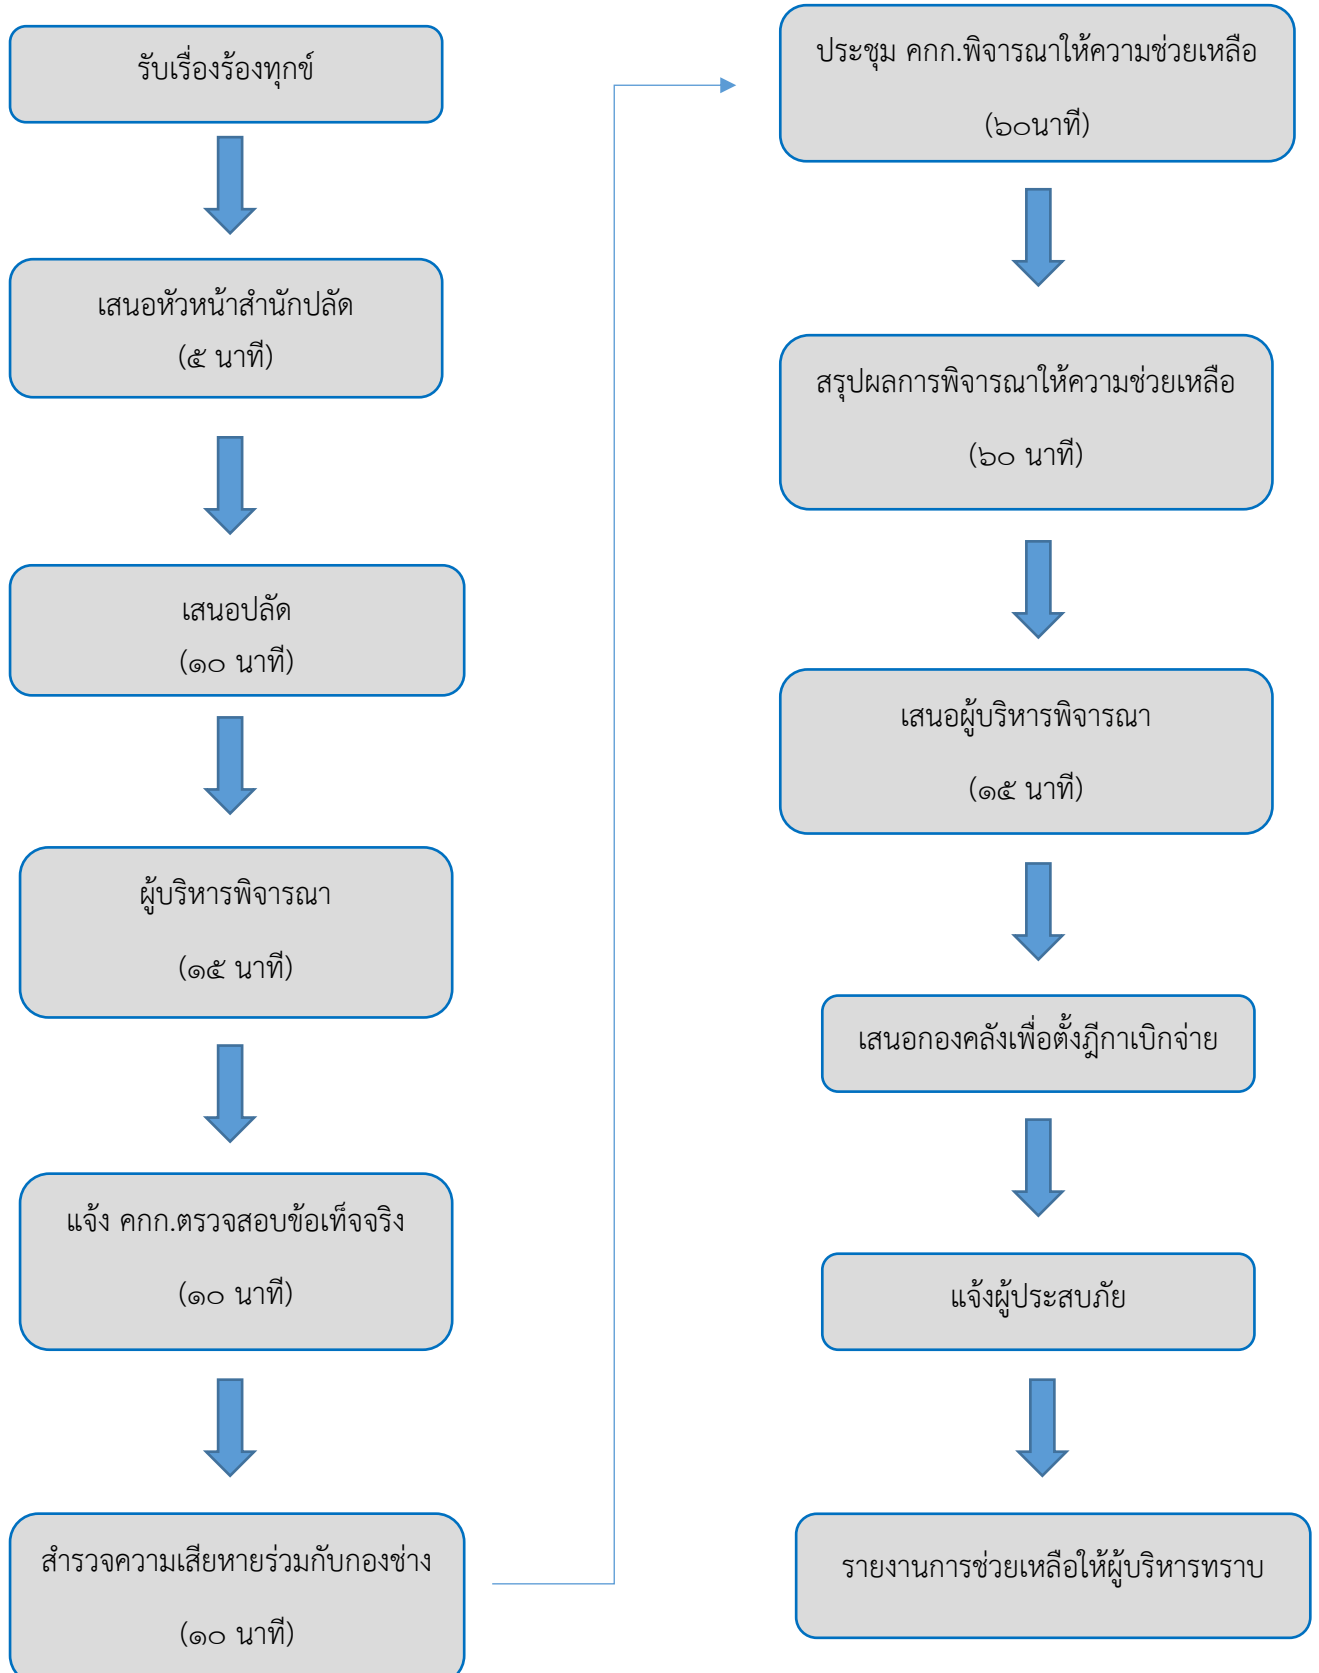 รับเรื่องร้องทุกข์
เสนอหัวหน้าสำนักปลัด
(๕ นาที)
เสนอปลัด
(๑๐ นาที)
ผู้บริหารพิจารณา
(๑๕ นาที)
แจ้ง คกก.ตรวจสอบข้อเท็จจริง
(๑๐ นาที)
สำรวจความเสียหายร่วมกับกองช่าง
(๑๐ นาที)
ประชุม คกก.พิจารณาให้ความช่วยเหลือ
(๖๐นาที)
สรุปผลการพิจารณาให้ความช่วยเหลือ
(๖๐ นาที)
เสนอผู้บริหารพิจารณา
(๑๕ นาที)
เสนอกองคลังเพื่อตั้งฎีกาเบิกจ่าย
แจ้งผู้ประสบภัย
รายงานการช่วยเหลือให้ผู้บริหารทราบ